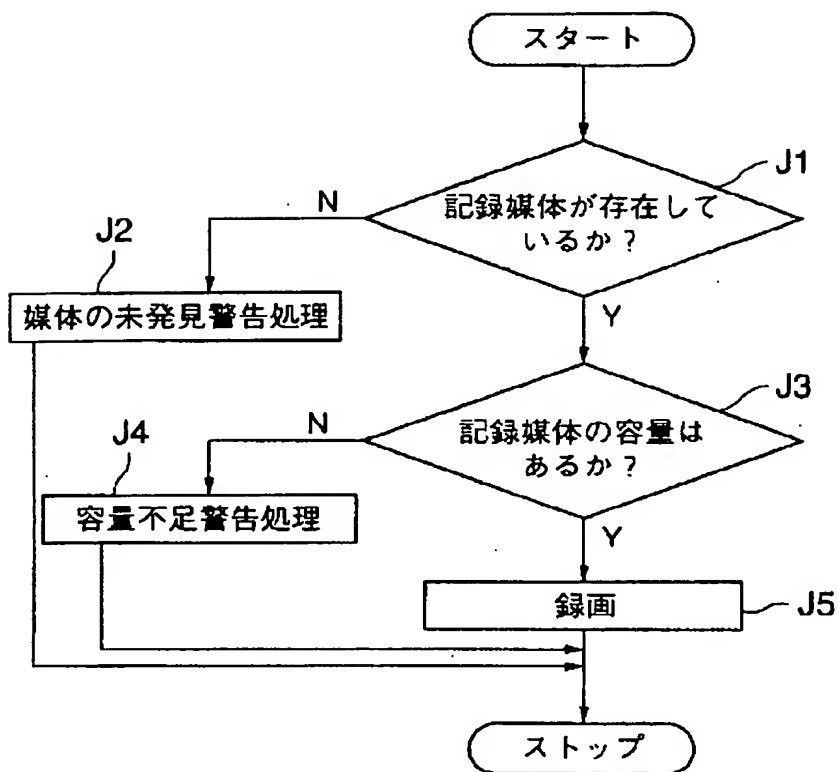 スタート
J1
記録媒体が存在して
いるか？
N
J2
媒体の未発見警告処理
Y
J3
記録媒体の容量は
あるか？
N
J4
容量不足警告処理
Y
録画
J5
ストップ